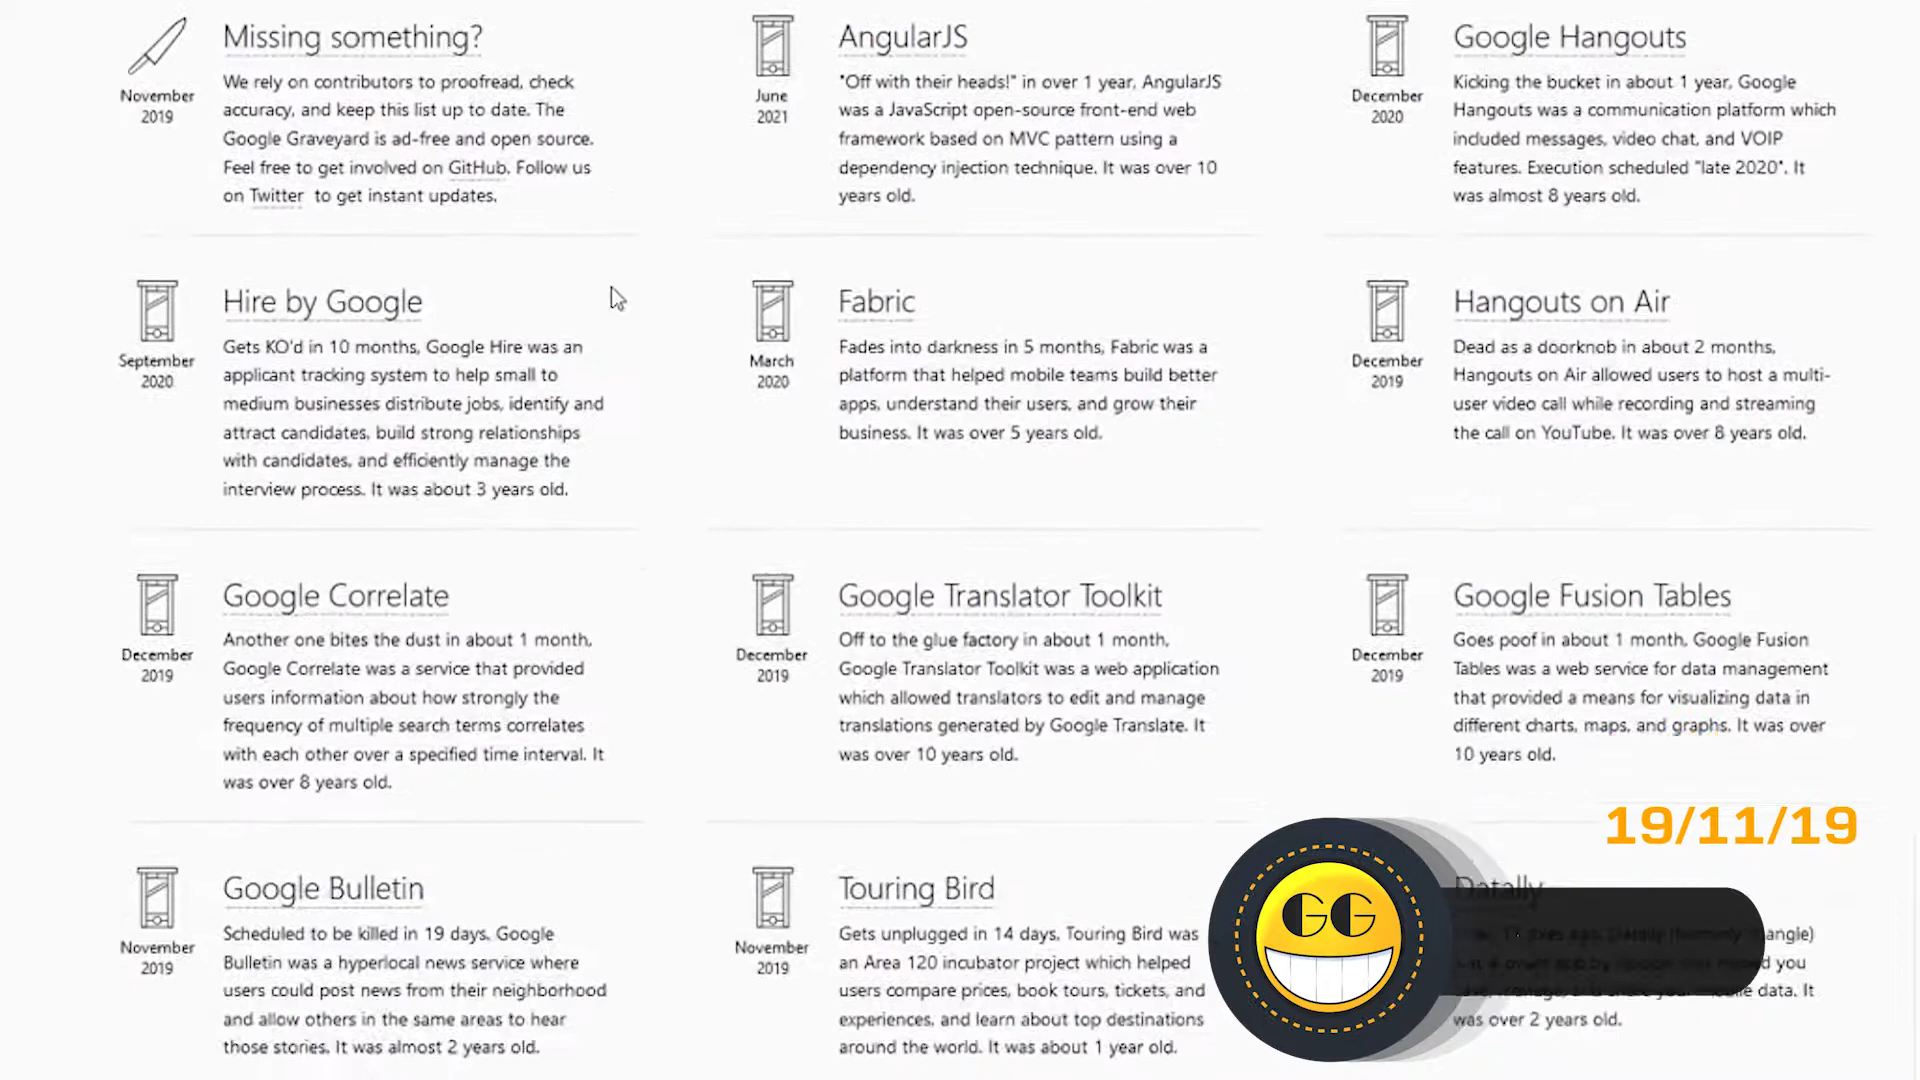 Missing something?
November
2019
We rely on contributors to proofread, check
accuracy, and keep this list up to date. The
Google Graveyard is ad-free and open source.
Feel free to get involved on GitHub. Follow us
on Twitter to get instant updates.
AngularJS
June
2021
"Off with their heads!" in over 1 year, AngularJS
was a JavaScript open-source front-end web
framework based on MVC pattern using a
dependency injection technique. It was over 10
years old.
Google Hangouts
December
2020
Kicking the bucket in about 1 year, Google
Hangouts was a communication platform which
included messages, video chat, and VOIP
features. Execution scheduled "late 2020". It
was almost 8 years old.
Hire by Google
September
2020
Gets KO'd in 10 months, Google Hire was an
applicant tracking system to help small to
medium businesses distribute jobs, identify and
attract candidates, build strong relationships
with candidates, and efficiently manage the
interview process. It was about 3 years old.
Fabric
March
2020
Fades into darkness in 5 months, Fabric was a
platform that helped mobile teams build better
apps, understand their users, and grow their
business. It was over 5 years old.
Hangouts on Air
December
2019
Dead as a doorknob in about 2 months,
Hangouts on Air allowed users to host a multi-
user video call while recording and streaming
the call on YouTube. It was over 8 years old.
Google Correlate
December
2019
Another one bites the dust in about 1 month,
Google Correlate was a service that provided
users information about how strongly the
frequency of multiple search terms correlates
with each other over a specified time interval. It
was over 8 years old.
Google Translator Toolkit
December
2019
Off to the glue factory in about 1 month,
Google Translator Toolkit was a web application
which allowed translators to edit and manage
translations generated by Google Translate. It
was over 10 years old.
Google Fusion Tables
December
2019
Goes poof in about 1 month, Google Fusion
Tables was a web service for data management
that provided a means for visualizing data in
different charts, maps, and graphs. It was over
10 years old.
Google Bulletin
November
2019
Scheduled to be killed in 19 days, Google
Bulletin was a hyperlocal news service where
users could post news from their neighborhood
and allow others in the same areas to hear
those stories. It was almost 2 years old.
Touring Bird
November
2019
Gets unplugged in 14 days, Touring Bird was
an Area 120 incubator project which helped
users compare prices, book tours, tickets, and
experiences, and learn about top destinations
around the world. It was about 1 year old.
19/11/19
GG
Datally
you
data. It
was over 2 years old.